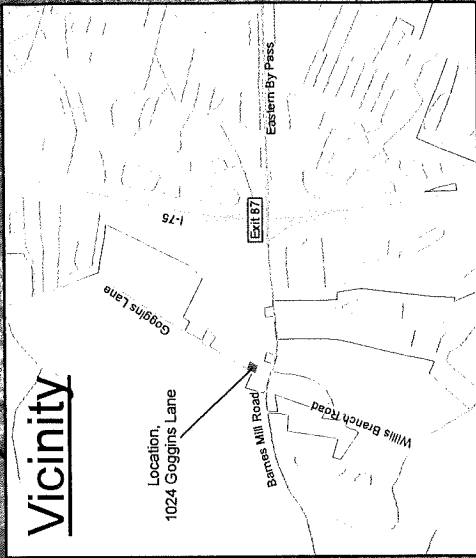 Vicinity
Location,
1024 Goggins Lane
Goggins Lane
I-75
Exit 87
Eastern By Pass
Barnes Mill Road
Willis Branch Road